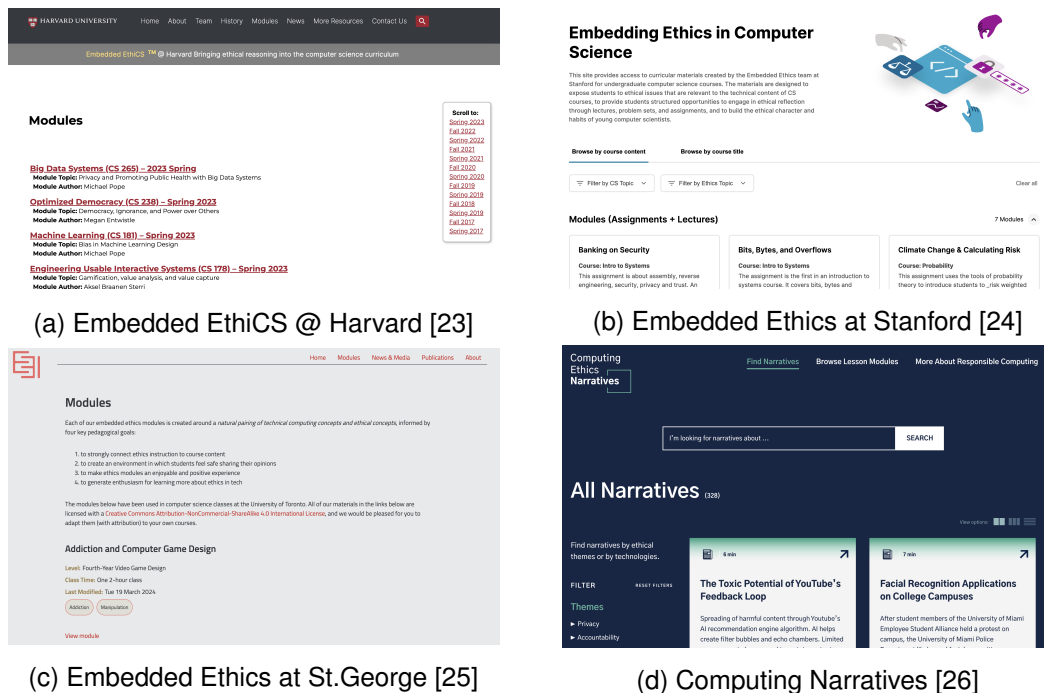 HARVARD UNIVERSITY
Home About Team History Modules News More Resources Contact Us
Embedded EthiCS ™ @ Harvard Bringing ethical reasoning into the computer science curriculum
Modules
Scroll to:
Spring 2023
Fall 2022
Spring 2022
Fall 2021
Spring 2021
Fall 2020
Spring 2020
Fall 2019
Spring 2019
Fall 2018
Spring 2019
Fall 2017
Spring 2017
Big Data Systems (CS 265) – 2023 Spring
Module Topic: Privacy and Promoting Public Health with Big Data Systems
Module Author: Michael Pope
Optimized Democracy (CS 238) – Spring 2023
Module Topic: Democracy, Ignorance, and Power over Others
Module Author: Megan Entwistle
Machine Learning (CS 181) – Spring 2023
Module Topic: Bias in Machine Learning Design
Module Author: Michael Pope
Engineering Usable Interactive Systems (CS 178) – Spring 2023
Module Topic: Gamification, value analysis, and value capture
Module Author: Aksel Braanen Sterri
(a) Embedded EthiCS @ Harvard [23]
Embedding Ethics in Computer
Science
This site provides access to curricular materials created by the Embedded Ethics team at
Stanford for undergraduate computer science courses. The materials are designed to
expose students to ethical issues that are relevant to the technical content of CS
courses, to provide students structured opportunities to engage in ethical reflection
through lectures, problem sets, and assignments, and to build the ethical character and
habits of young computer scientists.
Browse by course content Browse by course title
Filter by CS Topic Filter by Ethics Topic Clear all
Modules (Assignments + Lectures) 7 Modules
Banking on Security
Course: Intro to Systems
This assignment is about assembly, reverse
engineering, security, privacy and trust. An
Bits, Bytes, and Overflows
Course: Intro to Systems
The assignment is the first in an introduction to
systems course. It covers bits, bytes and
Climate Change & Calculating Risk
Course: Probability
This assignment uses the tools of probability
theory to introduce students to _risk weighted
(b) Embedded Ethics at Stanford [24]
Home Modules News & Media Publications About
Modules
Each of our embedded ethics modules is created around a natural pairing of technical computing concepts and ethical concepts, informed by
four key pedagogical goals:
1. to strongly connect ethics instruction to course content
2. to create an environment in which students feel safe sharing their opinions
3. to make ethics modules an enjoyable and positive experience
4. to generate enthusiasm for learning more about ethics in tech
The modules below have been used in computer science classes at the University of Toronto. All of our materials in the links below are
licensed with a Creative Commons Attribution-NonCommercial-ShareAlike 4.0 International License, and we would be pleased for you to
adapt them (with attribution) to your own courses.
Addiction and Computer Game Design
Level: Fourth-Year Video Game Design
Class Time: One 2-hour class
Last Modified: Tue 19 March 2024
Addiction Manipulation
View module
(c) Embedded Ethics at St.George [25]
Computing
Ethics
Narratives
Find Narratives Browse Lesson Modules More About Responsible Computing
I'm looking for narratives about ... SEARCH
All Narratives (328)
View options:
Find narratives by ethical
themes or by technologies.
FILTER RESET FILTERS
Themes
Privacy
Accountability
6 min
The Toxic Potential of YouTube's
Feedback Loop
Spreading of harmful content through Youtube's
AI recommendation engine algorithm. AI helps
create filter bubbles and echo chambers. Limited
7 min
Facial Recognition Applications
on College Campuses
After student members of the University of Miami
Employee Student Alliance held a protest on
campus, the University of Miami Police
(d) Computing Narratives [26]